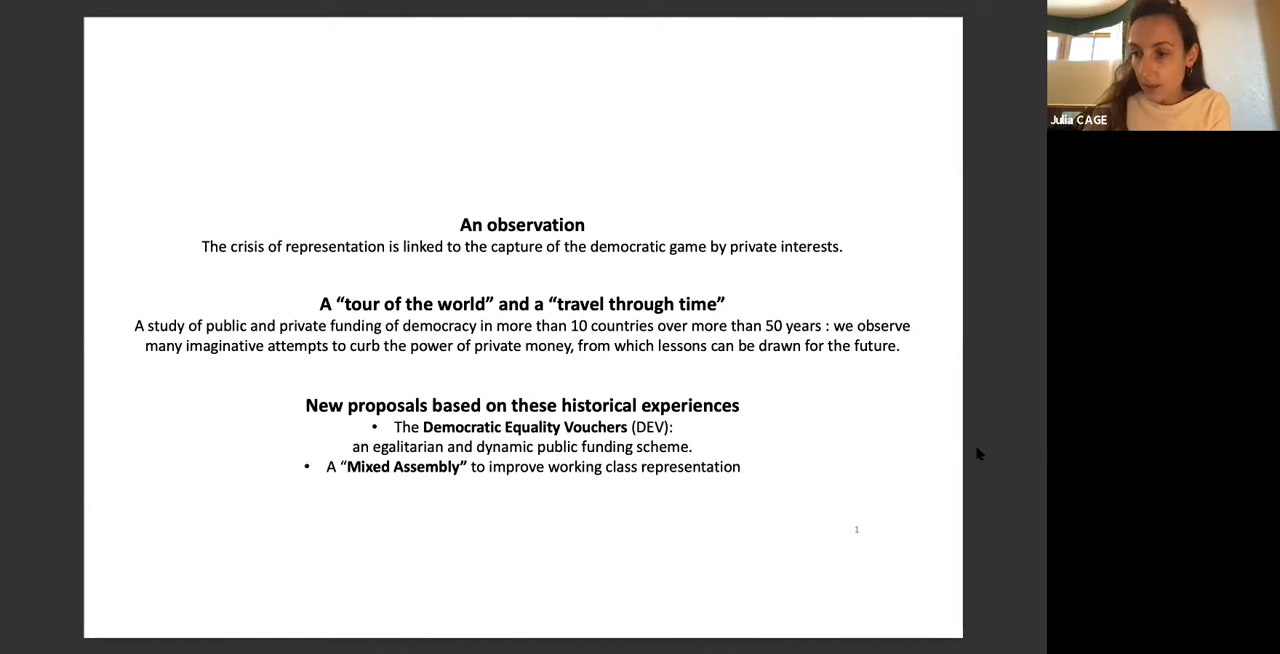 An observation
The crisis of representation is linked to the capture of the democratic game by private interests.
A “tour of the world” and a “travel through time”
A study of public and private funding of democracy in more than 10 countries over more than 50 years : we observe
many imaginative attempts to curb the power of private money, from which lessons can be drawn for the future.
New proposals based on these historical experiences
• The Democratic Equality Vouchers (DEV):
an egalitarian and dynamic public funding scheme.
• A “Mixed Assembly” to improve working class representation
1
Julia CAGE